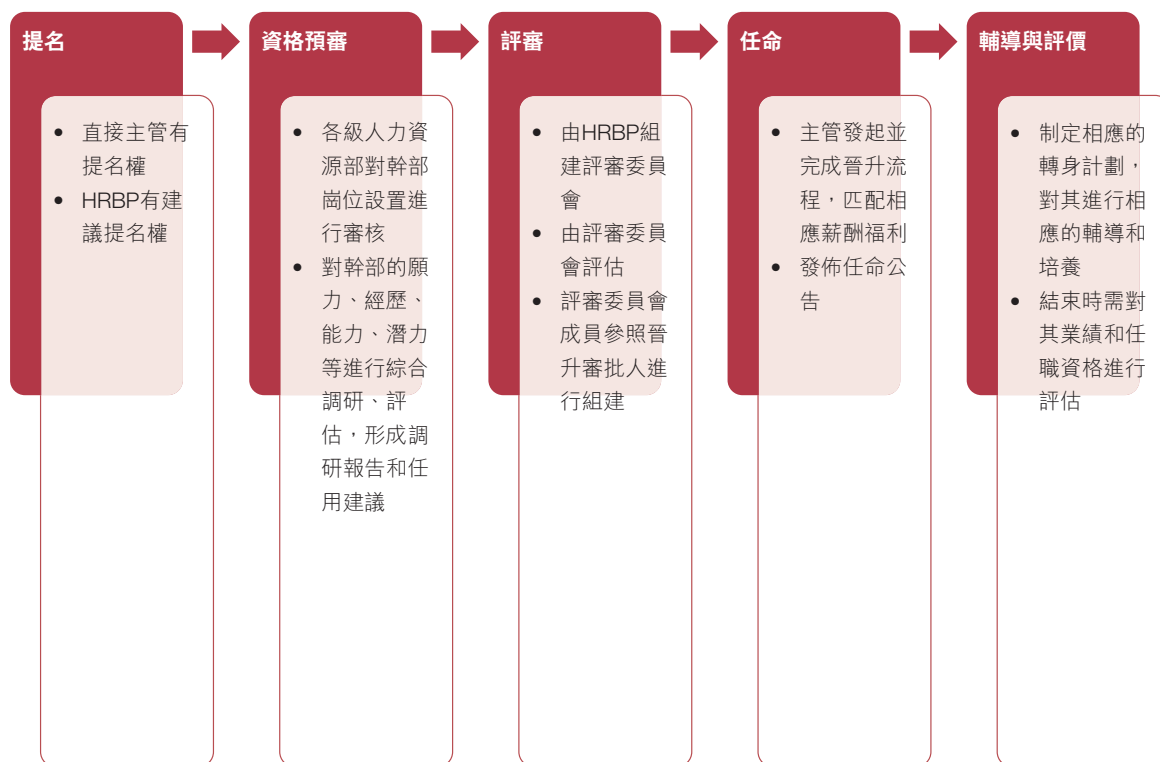 提名
直接主管有
提名權
HRBP有建
議提名權
資格預審
各級人力資
源部對幹部
崗位設置進
行審核
對幹部的願
力、經歷、
能力、潛力
等進行綜合
調研、評
估，形成調
研報告和任
用建議
評審
由HRBP組
建評審委員
會
由評審委員
會評估
評審委員會
成員參照晉
升審批人進
行組建
任命
主管發起並
完成晉升流
程，匹配相
應薪酬福利
發佈任命公
告
輔導與評價
制定相應的
轉身計劃，
對其進行相
應的輔導和
培養
結束時需對
其業績和任
職資格進行
評估